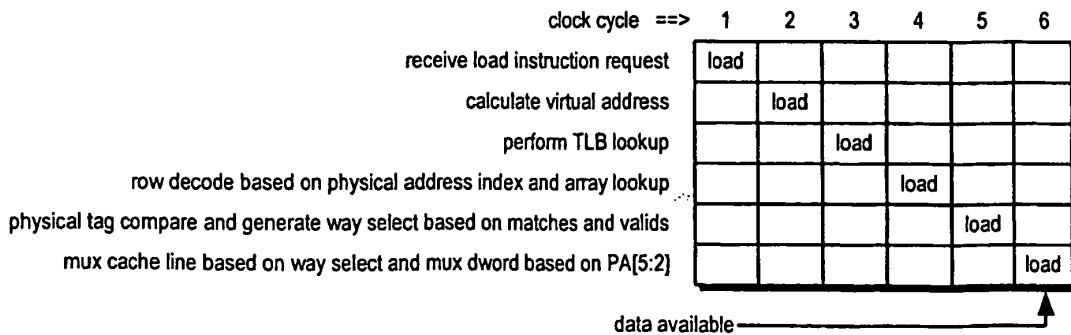 clock cycle ==> 1 2 3 4 5 6
receive load instruction request load
calculate virtual address load
perform TLB lookup load
row decode based on physical address index and array lookup load
physical tag compare and generate way select based on matches and valids load
mux cache line based on way select and mux dword based on PA[5:2] load
data available